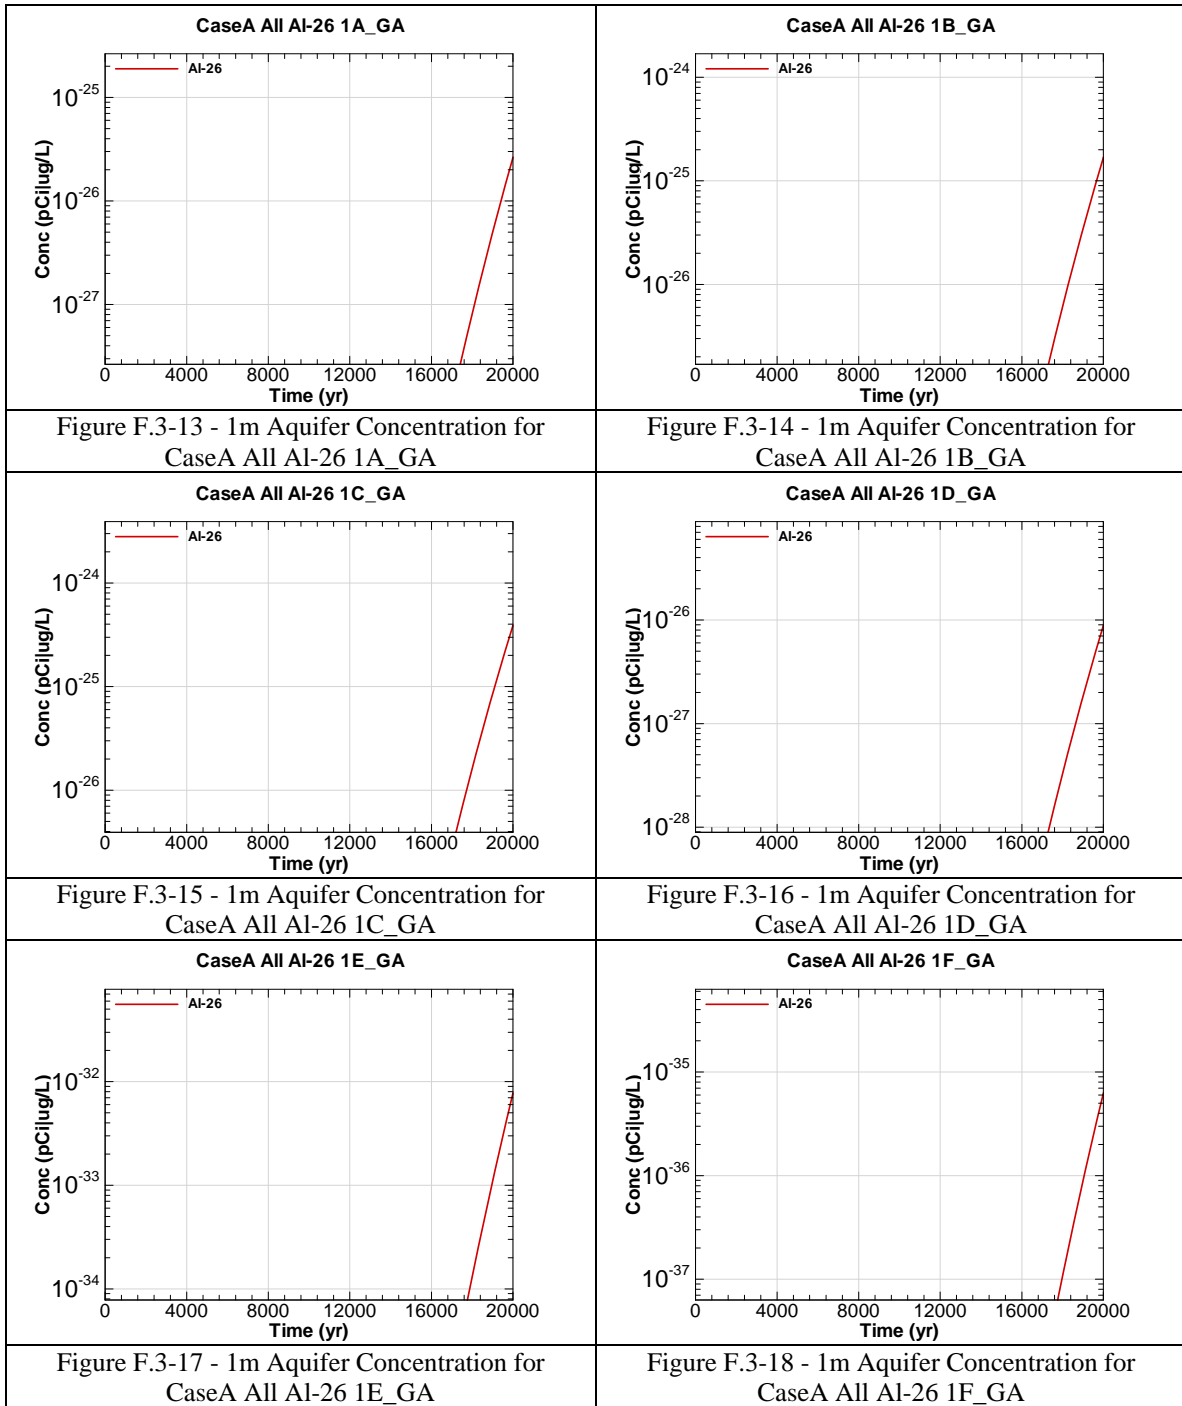 CaseA All Al-26 1A_GA
Al-26
10-25
10-26
10-27
Conc (pCi|ug/L)
0 4000 8000 12000 16000 20000
Time (yr)
Figure F.3-13 - 1m Aquifer Concentration for
CaseA All Al-26 1A_GA
CaseA All Al-26 1B_GA
Al-26
10-24
10-25
10-26
Conc (pCi|ug/L)
0 4000 8000 12000 16000 20000
Time (yr)
Figure F.3-14 - 1m Aquifer Concentration for
CaseA All Al-26 1B_GA
CaseA All Al-26 1C_GA
Al-26
10-24
10-25
10-26
Conc (pCi|ug/L)
0 4000 8000 12000 16000 20000
Time (yr)
Figure F.3-15 - 1m Aquifer Concentration for
CaseA All Al-26 1C_GA
CaseA All Al-26 1D_GA
Al-26
10-26
10-27
10-28
Conc (pCi|ug/L)
0 4000 8000 12000 16000 20000
Time (yr)
Figure F.3-16 - 1m Aquifer Concentration for
CaseA All Al-26 1D_GA
CaseA All Al-26 1E_GA
Al-26
10-32
10-33
10-34
Conc (pCi|ug/L)
0 4000 8000 12000 16000 20000
Time (yr)
Figure F.3-17 - 1m Aquifer Concentration for
CaseA All Al-26 1E_GA
CaseA All Al-26 1F_GA
Al-26
10-35
10-36
10-37
Conc (pCi|ug/L)
0 4000 8000 12000 16000 20000
Time (yr)
Figure F.3-18 - 1m Aquifer Concentration for
CaseA All Al-26 1F_GA